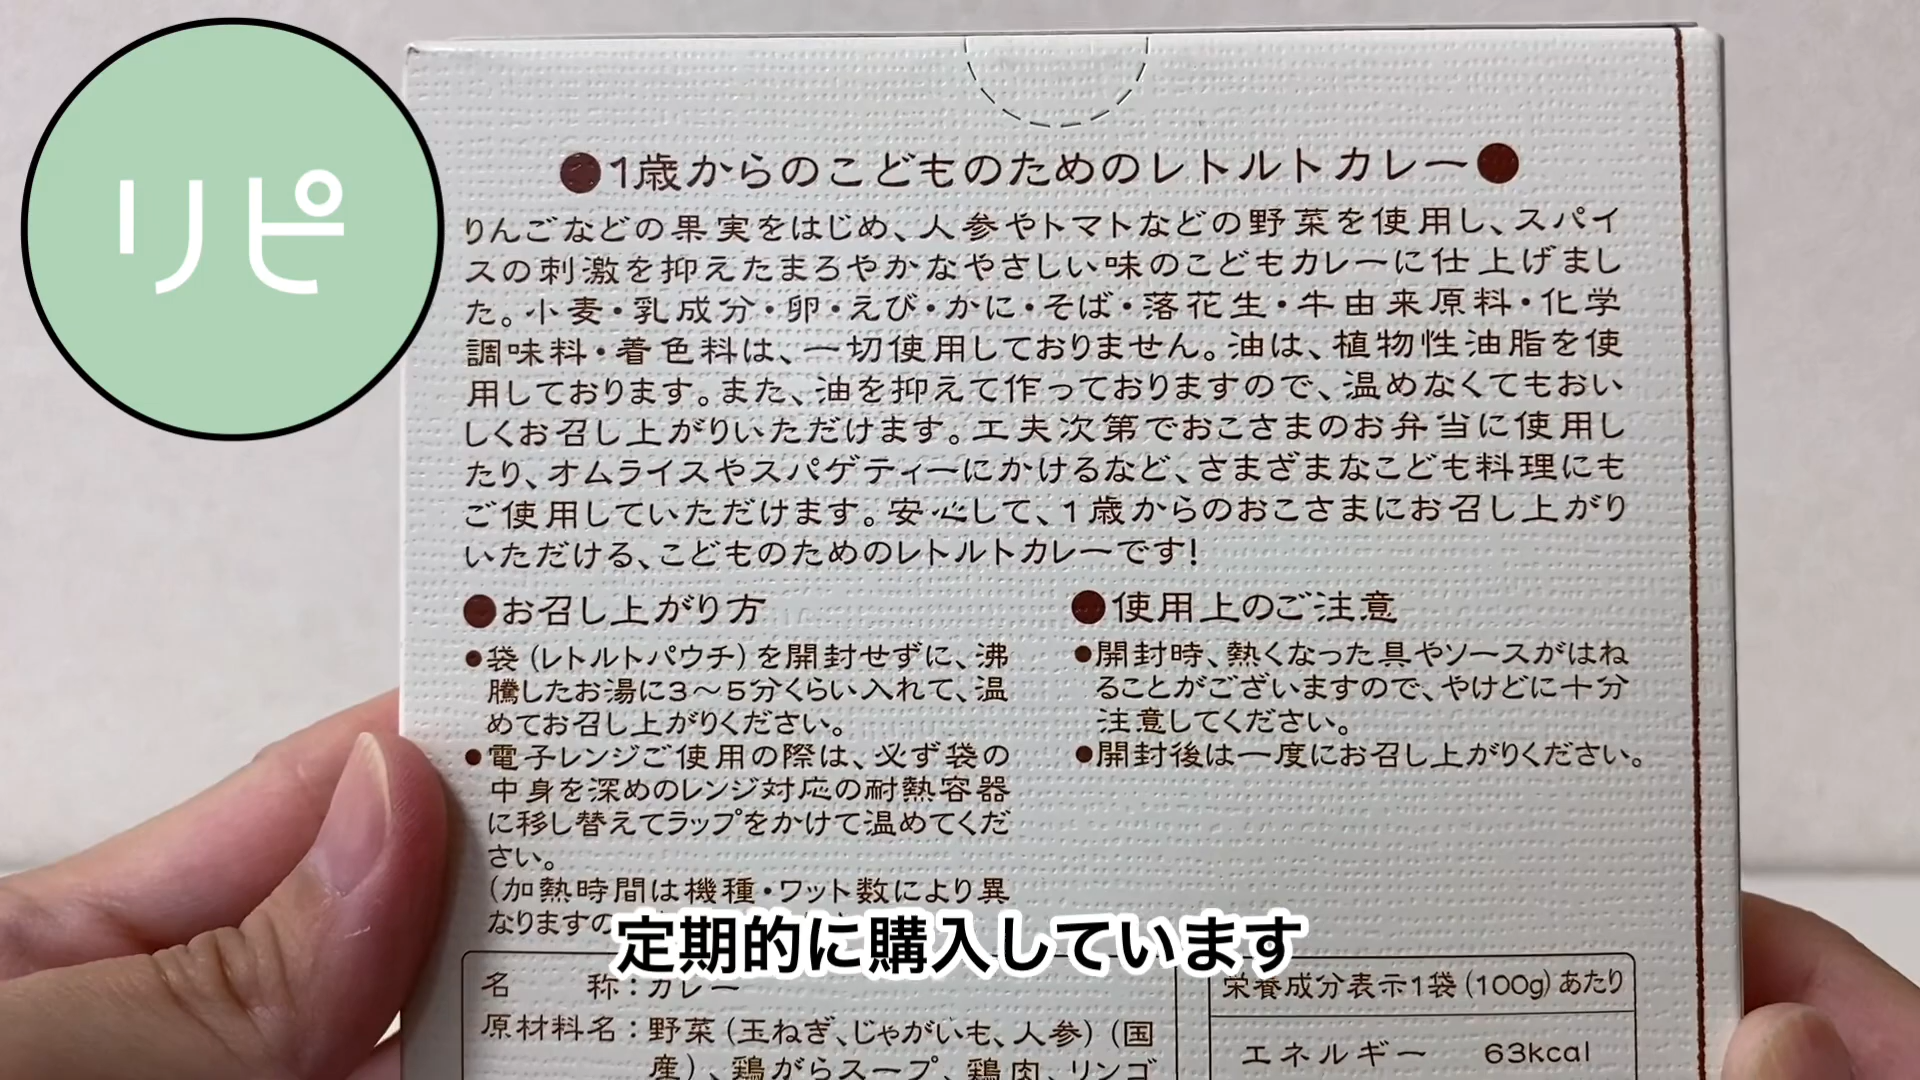 リピ
●1歳からのこどものためのレトルトカレー●
りんごなどの果実をはじめ、人参やトマトなどの野菜を使用し、スパイ
スの刺激を抑えたまろやかなやさしい味のこどもカレーに仕上げまし
た。小麦・乳成分・卵・えび・かに・そば・落花生・牛由来原料・化学
調味料・着色料は、一切使用しておりません。油は、植物性油脂を使
用しております。また、油を抑えて作っておりますので、温めなくてもおい
しくお召し上がりいただけます。工夫次第でおこさまのお弁当に使用し
たり、オムライスやスパゲティーにかけるなど、さまざまなこども料理にも
ご使用していただけます。安心して、1歳からのおこさまにお召し上がり
いただける、こどものためのレトルトカレーです!
●お召し上がり方
●袋(レトルトパウチ)を開封せずに、沸
騰したお湯に3〜5分くらい入れて、温
めてお召し上がりください。
●電子レンジご使用の際は、必ず袋の
中身を深めのレンジ対応の耐熱容器
に移し替えてラップをかけて温めてくだ
さい。
(加熱時間は機種・ワット数により異
なりますの
●使用上のご注意
●開封時、熱くなった具やソースがはね
ることがございますので、やけどに十分
注意してください。
●開封後は一度にお召し上がりください。
定期的に購入しています
名 称:カレー
原材料名:野菜(玉ねぎ、じゃがいも、人参)(国
産)、鶏がらスープ、鶏肉、リンゴ
栄養成分表示1袋(100g)あたり
エネルギー 63kcal